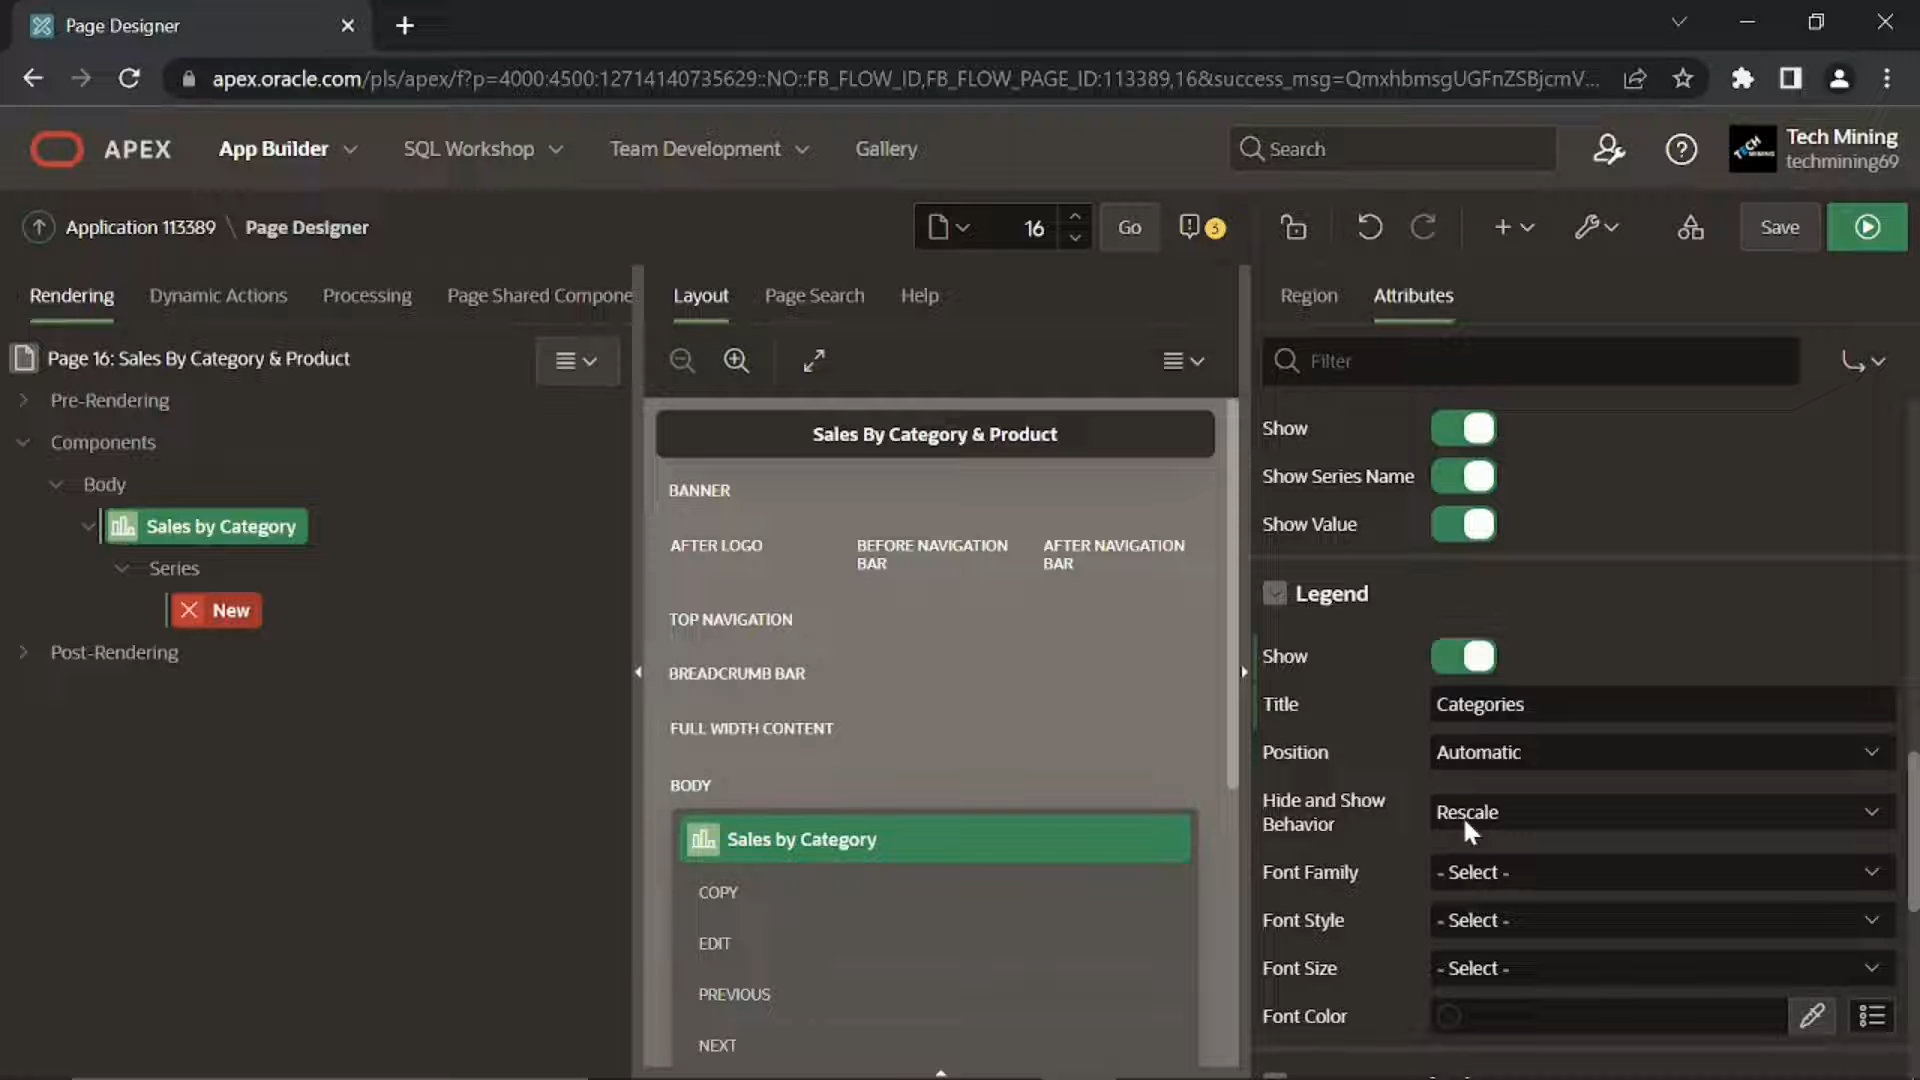 Page Designer
apex.oracle.com/pls/apex/f?p=4000:4500:12714140735629::NO::FB_FLOW_ID,FB_FLOW_PAGE_ID:113389,16&success_msg=QmxhbmsgUGFnZSBjcmV...
APEX App Builder SQL Workshop Team Development Gallery Search Tech Mining
techmining69
Application 113389 \ Page Designer 16 Go 3 Save
Rendering Dynamic Actions Processing Page Shared Compone Layout Page Search Help Region Attributes
Page 16: Sales By Category & Product
Pre-Rendering
Components
Body
Sales by Category
Series
New
Post-Rendering
Sales By Category & Product
BANNER
AFTER LOGO BEFORE NAVIGATION BAR AFTER NAVIGATION BAR
TOP NAVIGATION
BREADCRUMB BAR
FULL WIDTH CONTENT
BODY
Sales by Category
COPY
EDIT
PREVIOUS
NEXT
Filter
Show
Show Series Name
Show Value
Legend
Show
Title Categories
Position Automatic
Hide and Show Behavior Rescale
Font Family - Select -
Font Style - Select -
Font Size - Select -
Font Color